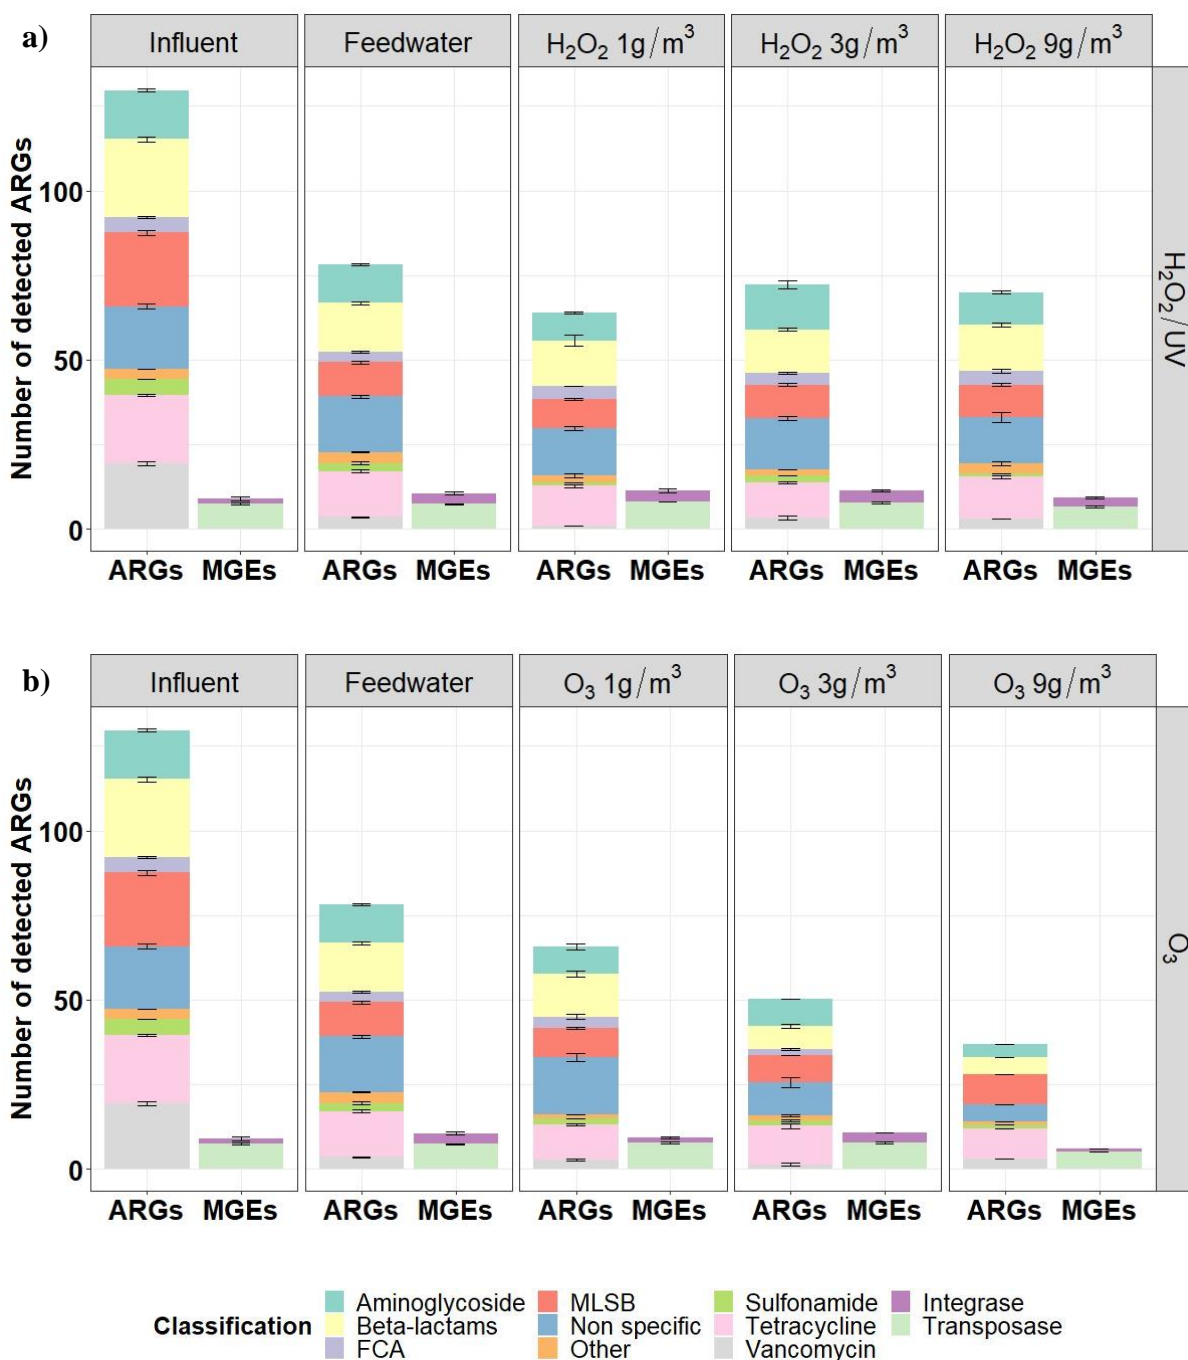 a)
Influent
Feedwater
H₂O₂ 1g/m³
H₂O₂ 3g/m³
H₂O₂ 9g/m³
Number of detected ARGs
100
50
0
H₂O₂/UV
ARGs MGEs ARGs MGEs ARGs MGEs ARGs MGEs ARGs MGEs
b)
Influent
Feedwater
O₃ 1g/m³
O₃ 3g/m³
O₃ 9g/m³
Number of detected ARGs
100
50
0
O₃
ARGs MGEs ARGs MGEs ARGs MGEs ARGs MGEs ARGs MGEs
Classification
Aminoglycoside
Beta-lactams
FCA
MLSB
Non specific
Other
Sulfonamide
Tetracycline
Vancomycin
Integrase
Transposase